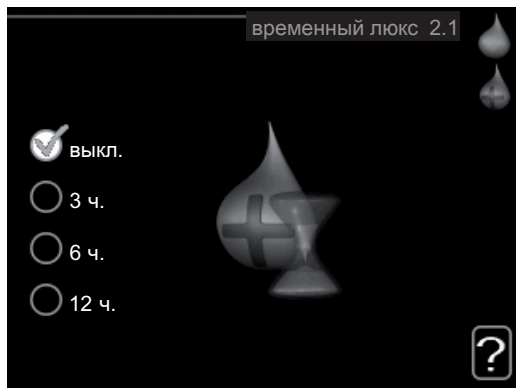 временный люкс 2.1
выкл.
3 ч.
6 ч.
12 ч.
?